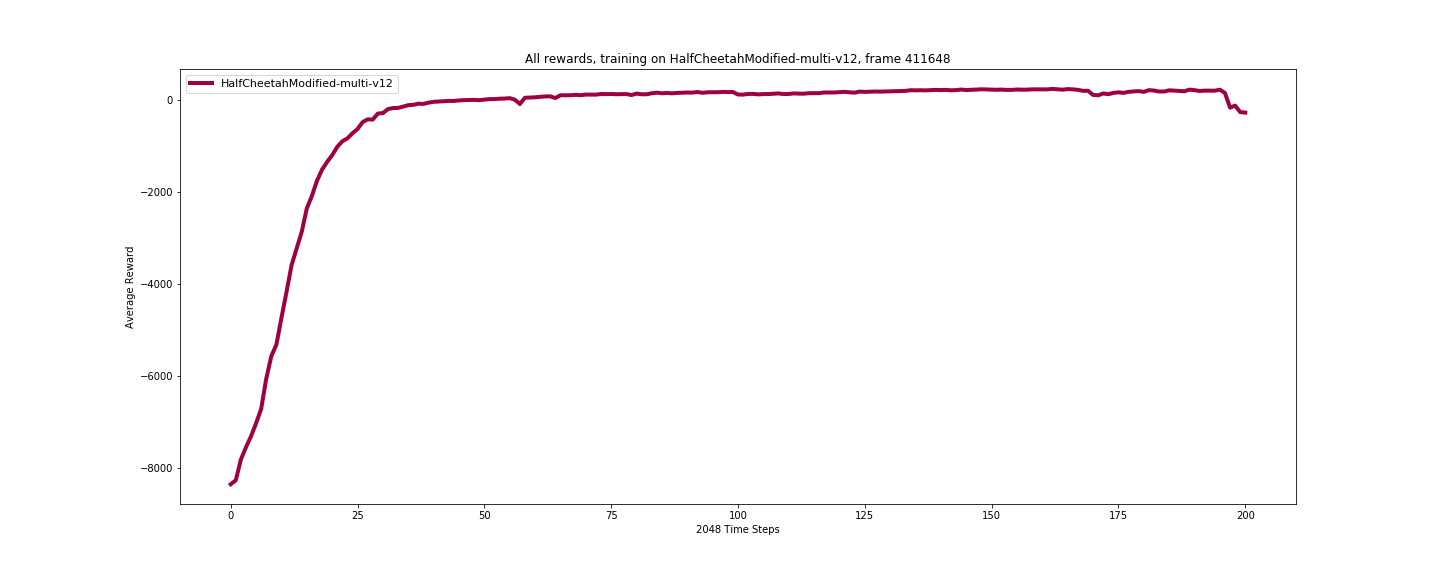 All rewards, training on HalfCheetahModified-multi-v12, frame 411648
HalfCheetahModified-multi-v12
0
−2000
−4000
−6000
−8000
Average Reward
0 25 50 75 100 125 150 175 200
2048 Time Steps